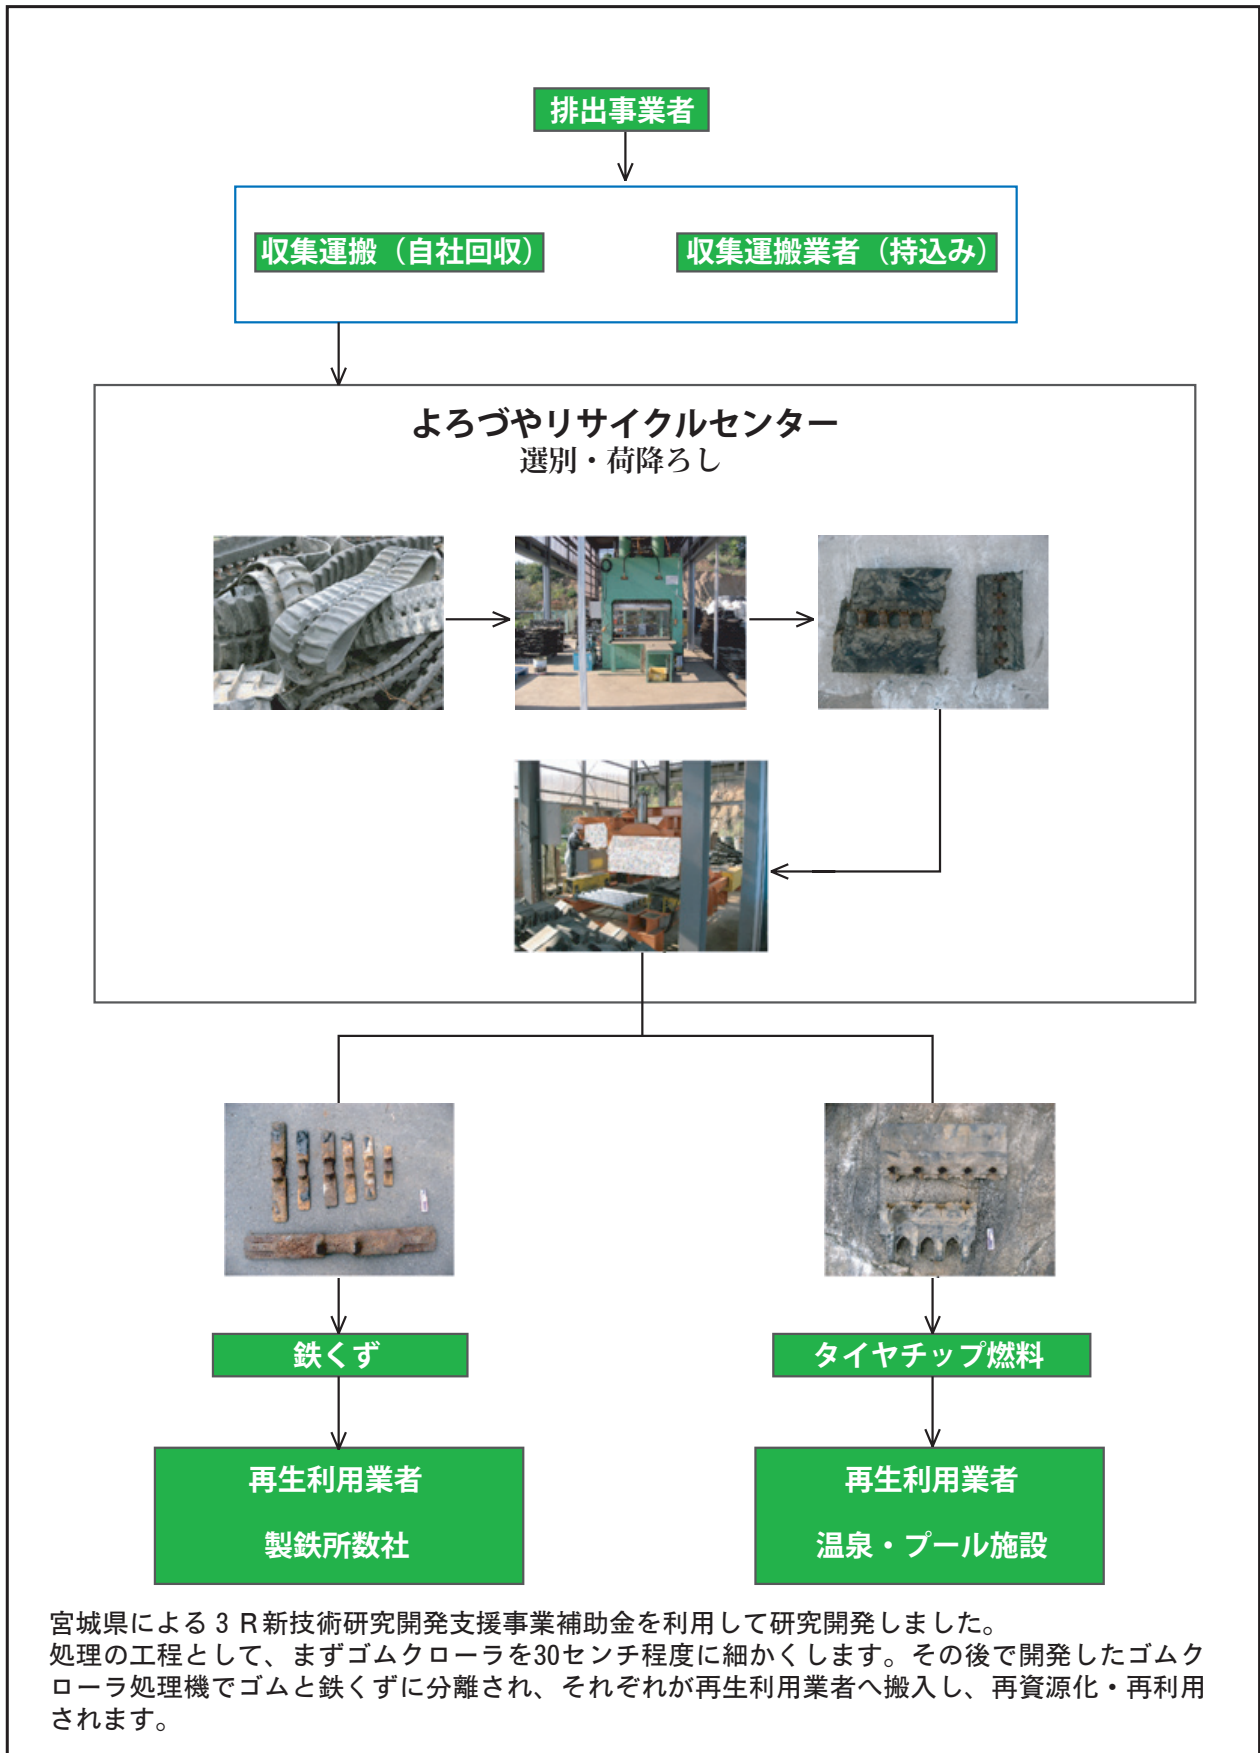 排出事業者
収集運搬（自社回収）
収集運搬業者（持込み）
よろづやリサイクルセンター
選別・荷降ろし
鉄くず
タイヤチップ燃料
再生利用業者
製鉄所数社
再生利用業者
温泉・プール施設
宮城県による３Ｒ新技術研究開発支援事業補助金を利用して研究開発しました。
処理の工程として、まずゴムクローラを30センチ程度に細かくします。その後で開発したゴムク
ローラ処理機でゴムと鉄くずに分離され、それぞれが再生利用業者へ搬入し、再資源化・再利用
されます。